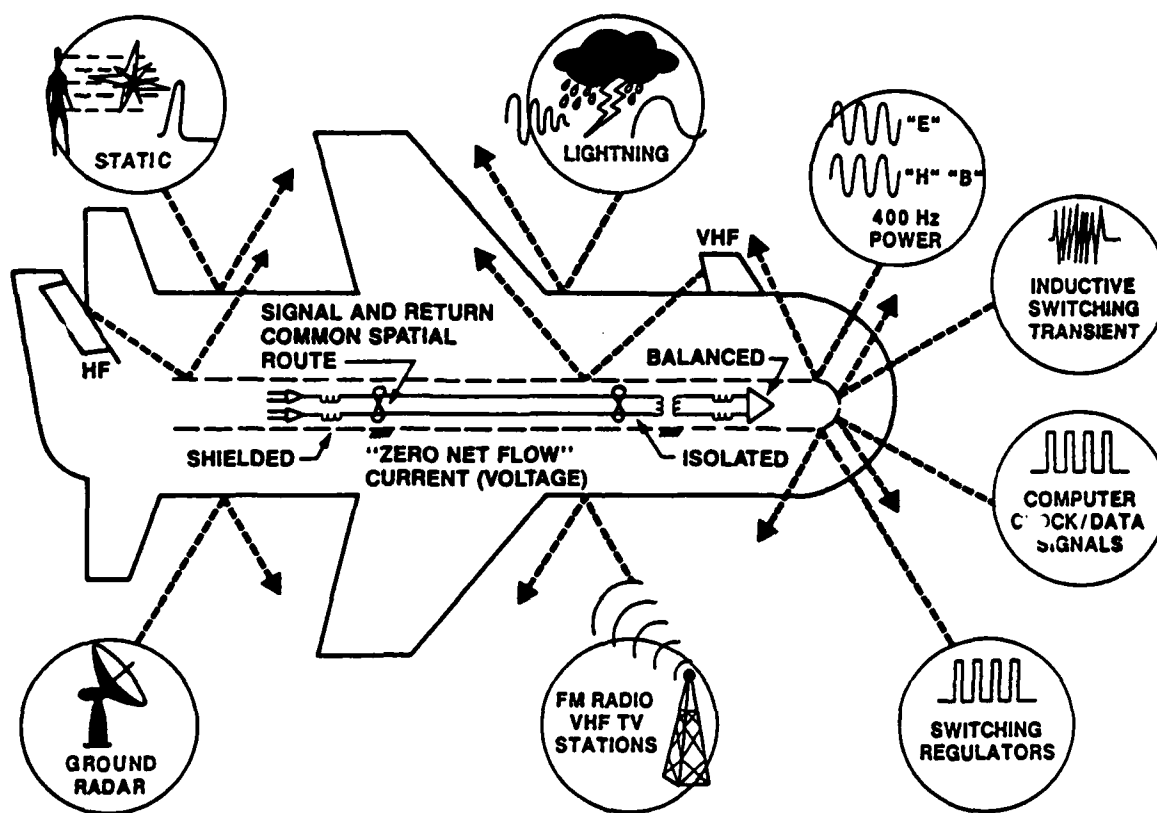 STATIC
LIGHTNING
"E"
"H" "B"
400 Hz
POWER
VHF
INDUCTIVE
SWITCHING
TRANSIENT
SIGNAL AND RETURN
COMMON SPATIAL
ROUTE
BALANCED
HF
SHIELDED
"ZERO NET FLOW"
CURRENT (VOLTAGE)
ISOLATED
COMPUTER
/DATA
SIGNALS
GROUND
RADAR
FM RADIO
VHF TV
STATIONS
SWITCHING
REGULATORS